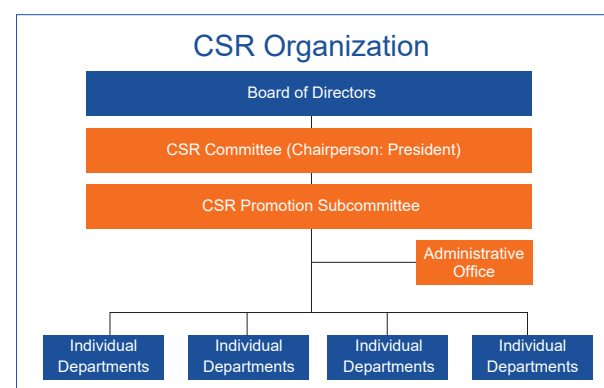 CSR Organization
Board of Directors
CSR Committee (Chairperson: President)
CSR Promotion Subcommittee
Administrative
Office
Individual
Departments
Individual
Departments
Individual
Departments
Individual
Departments